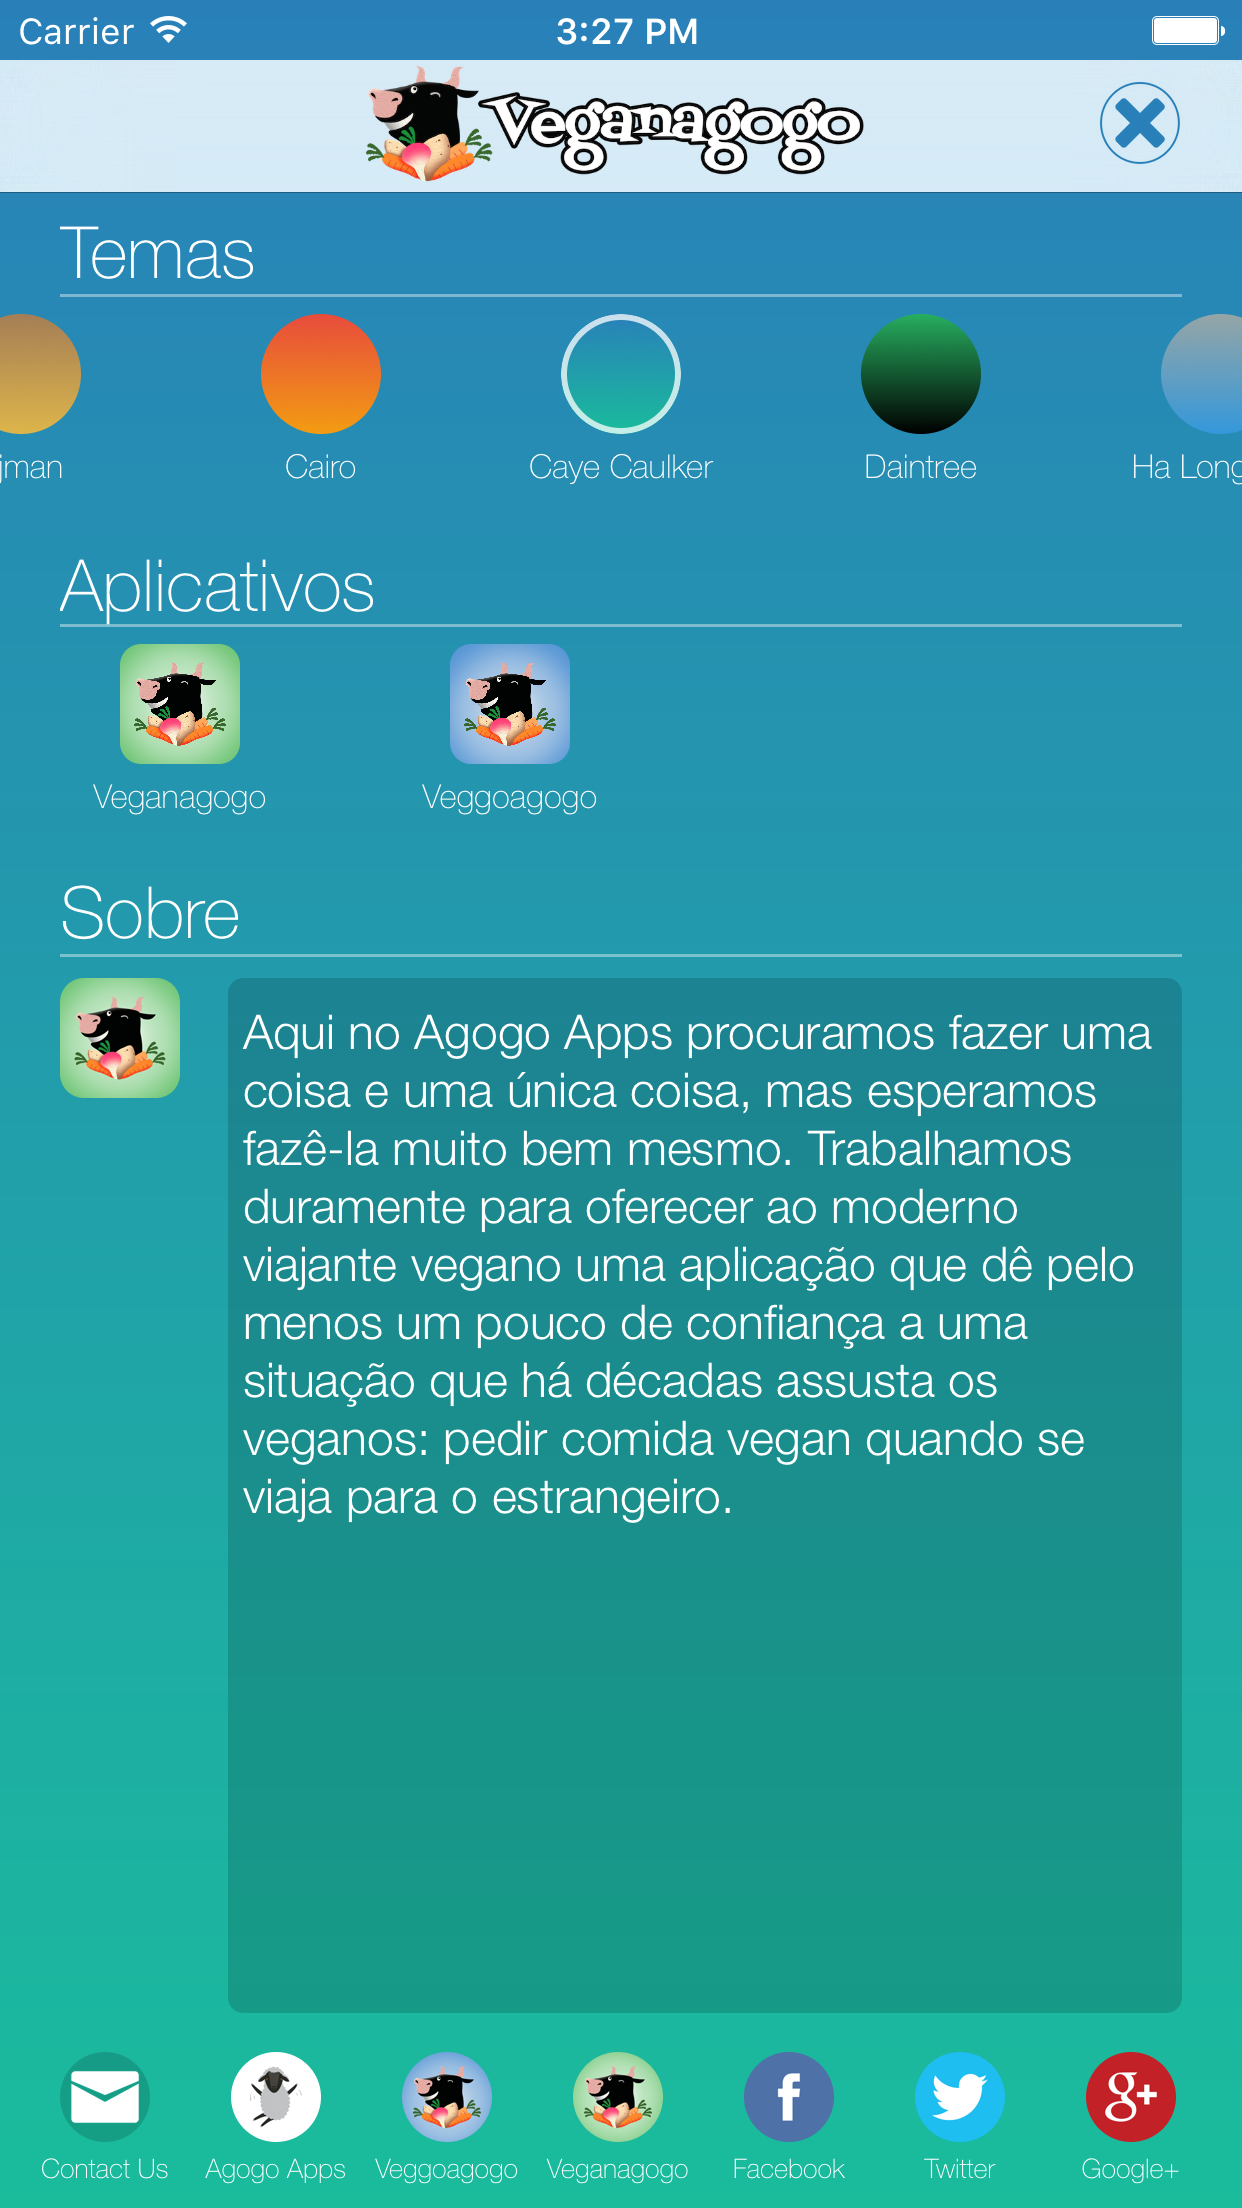 Carrier
3:27 PM
Veganagogo
Temas
jman
Cairo
Caye Caulker
Daintree
Ha Long
Aplicativos
Veganagogo
Veggoagogo
Sobre
Aqui no Agogo Apps procuramos fazer uma
coisa e uma única coisa, mas esperamos
fazê-la muito bem mesmo. Trabalhamos
duramente para oferecer ao moderno
viajante vegano uma aplicação que dê pelo
menos um pouco de confiança a uma
situação que há décadas assusta os
veganos: pedir comida vegan quando se
viaja para o estrangeiro.
f
g+
Contact Us
Agogo Apps
Veggoagogo
Veganagogo
Facebook
Twitter
Google+